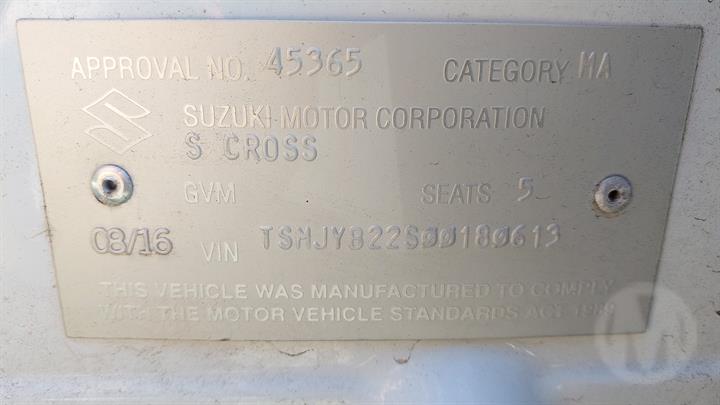 APPROVAL NO. 45365 CATEGORY MA
SUZUKI MOTOR CORPORATION
S CROSS
GVM SEATS 5
08/16 VIN TSMJYB22S00180613
THIS VEHICLE WAS MANUFACTURED TO COMPLY
WITH THE MOTOR VEHICLE STANDARDS ACT 1989